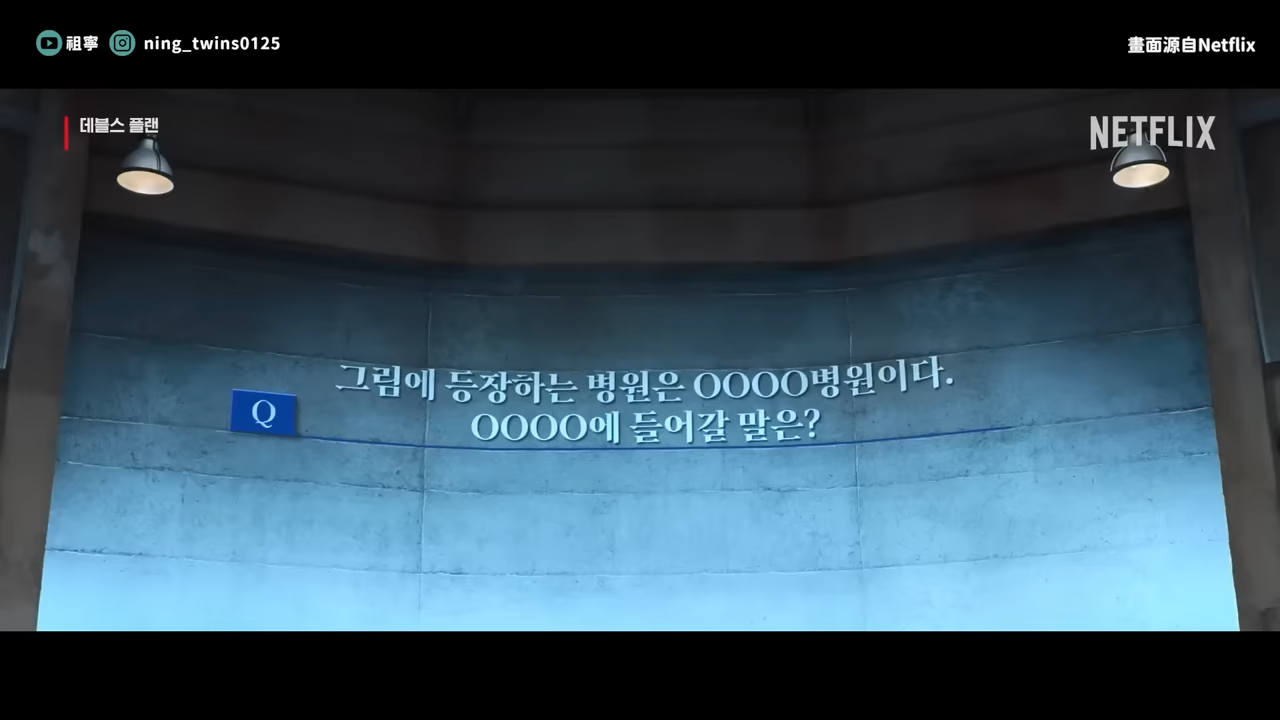 祖寧 ning_twins0125
畫面源自Netflix
데블스 플랜
NETFLIX
그림에 등장하는 병원은 OOOO병원이다.
Q
OOOO에 들어갈 말은?